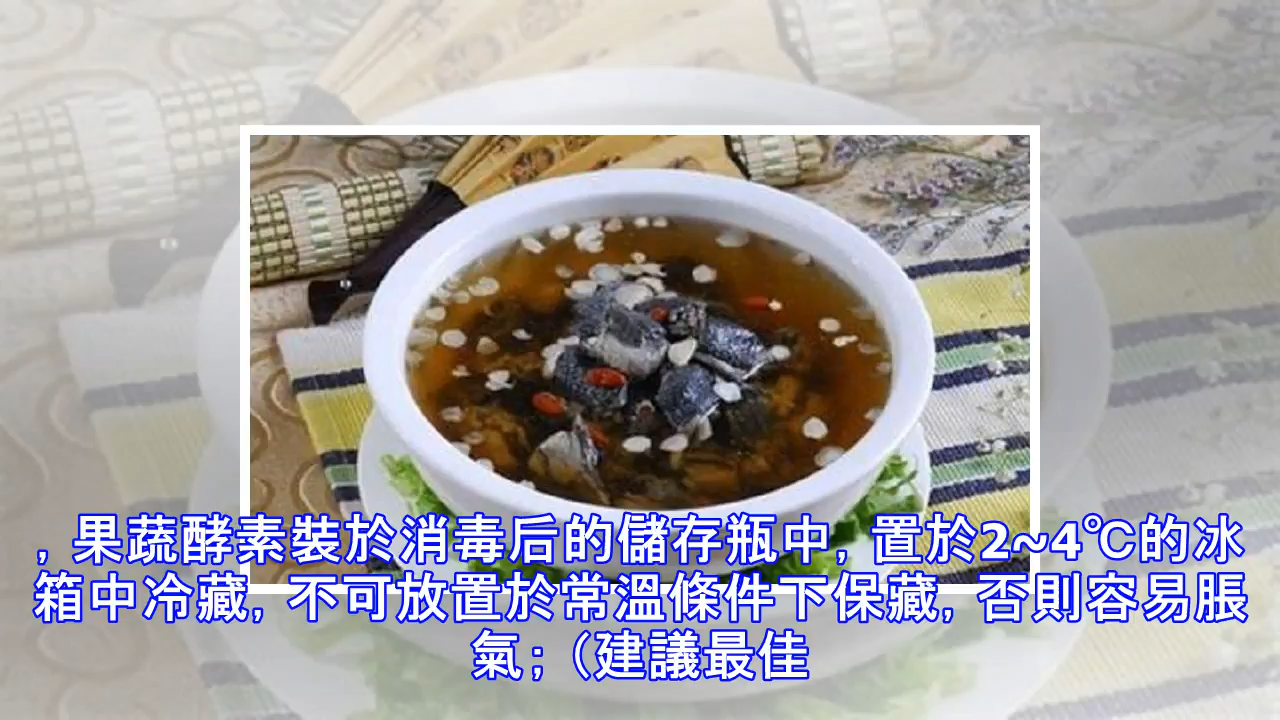 , 果蔬酵素裝於消毒后的儲存瓶中, 置於2~4℃的冰
箱中冷藏, 不可放置於常溫條件下保藏, 否則容易脹
氣; (建議最佳